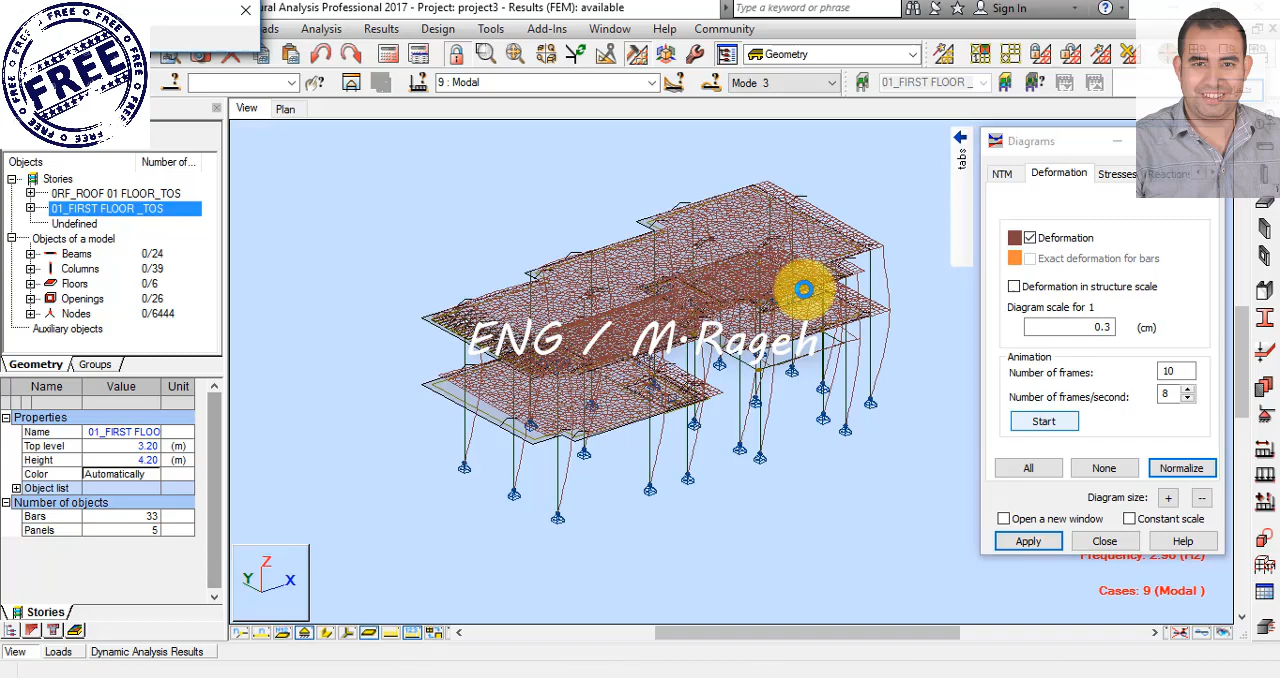 FREE
FREE o FREE o FREE
ural Analysis Professional 2017 - Project: project3 - Results (FEM): available
Type a keyword or phrase
Sign In
ads Analysis Results Design Tools Add-Ins Window Help Community
Geometry
9 : Modal
Mode 3
01_FIRST FLOOR _
View Plan
Objects Number of...
Stories
0RF_ROOF 01 FLOOR_TOS
01_FIRST FLOOR _TOS
Undefined
Objects of a model
Beams 0/24
Columns 0/39
Floors 0/6
Openings 0/26
Nodes 0/6444
Auxiliary objects
Geometry Groups
Name Value Unit
Properties
Name 01_FIRST FLOO
Top level 3.20 (m)
Height 4.20 (m)
Color Automatically
Object list
Number of objects
Bars 33
Panels 5
Stories
View Loads Dynamic Analysis Results
ENG / M.Rageh
Z
Y X
tabs
Diagrams
NTM Deformation Stresses Reactions
Deformation
Exact deformation for bars
Deformation in structure scale
Diagram scale for 1
0.3 (cm)
Animation
Number of frames: 10
Number of frames/second: 8
Start
All None Normalize
Diagram size: + --
Open a new window Constant scale
Apply Close Help
Frequency: 2.98 (Hz)
Cases: 9 (Modal )